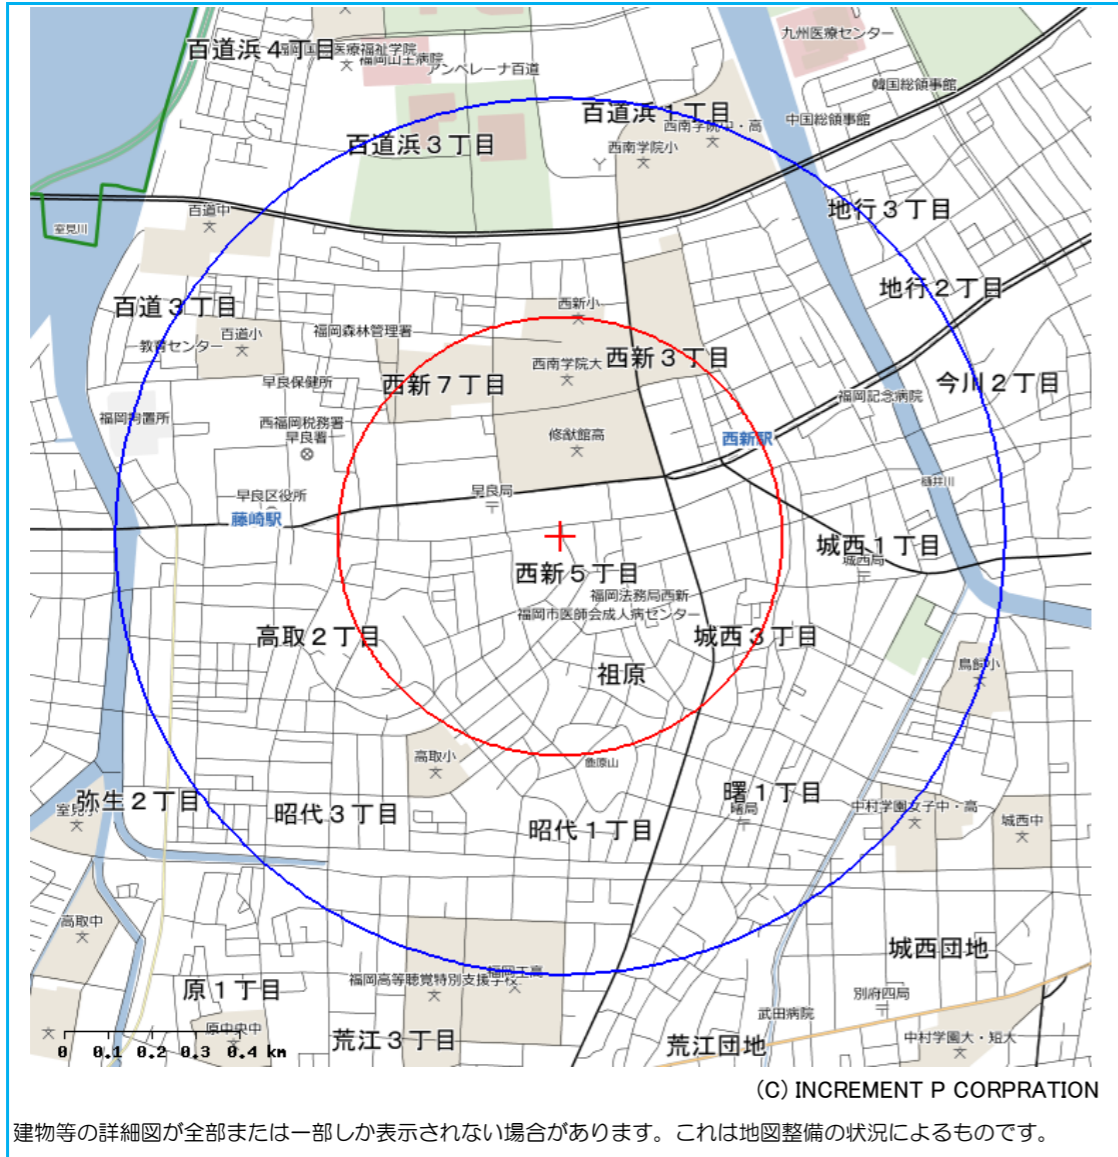 百道浜４丁目
福岡国際医療福祉学院
福岡山王病院
アンペレーナ百道
九州医療センター
韓国総領事館
中国総領事館
百道浜１丁目
西南学院中・高
西南学院小
百道浜３丁目
地行３丁目
百道中
室見川
地行２丁目
百道３丁目
西新小
百道小
福岡森林管理署
教育センター
西南学院大
西新３丁目
早良保健所
西新７丁目
今川２丁目
福岡記念病院
福岡拘置所
西福岡税務署
早良署
修猷館高
西新駅
樋井川
早良区役所
早良局
藤崎駅
城西１丁目
城西局
西新５丁目
福岡法務局西新
福岡市医師会成人病センター
高取２丁目
城西３丁目
祖原
鳥飼小
高取小
麁原山
弥生２丁目
室見小
昭代３丁目
昭代１丁目
曙１丁目
曙局
中村学園女子中・高
城西中
高取中
城西団地
福岡高等聴覚特別支援学校
福岡工高
原１丁目
別府四局
武田病院
原中央中
荒江３丁目
荒江団地
中村学園大・短大
0 0.1 0.2 0.3 0.4 km
(C) INCREMENT P CORPRATION
建物等の詳細図が全部または一部しか表示されない場合があります。これは地図整備の状況によるものです。